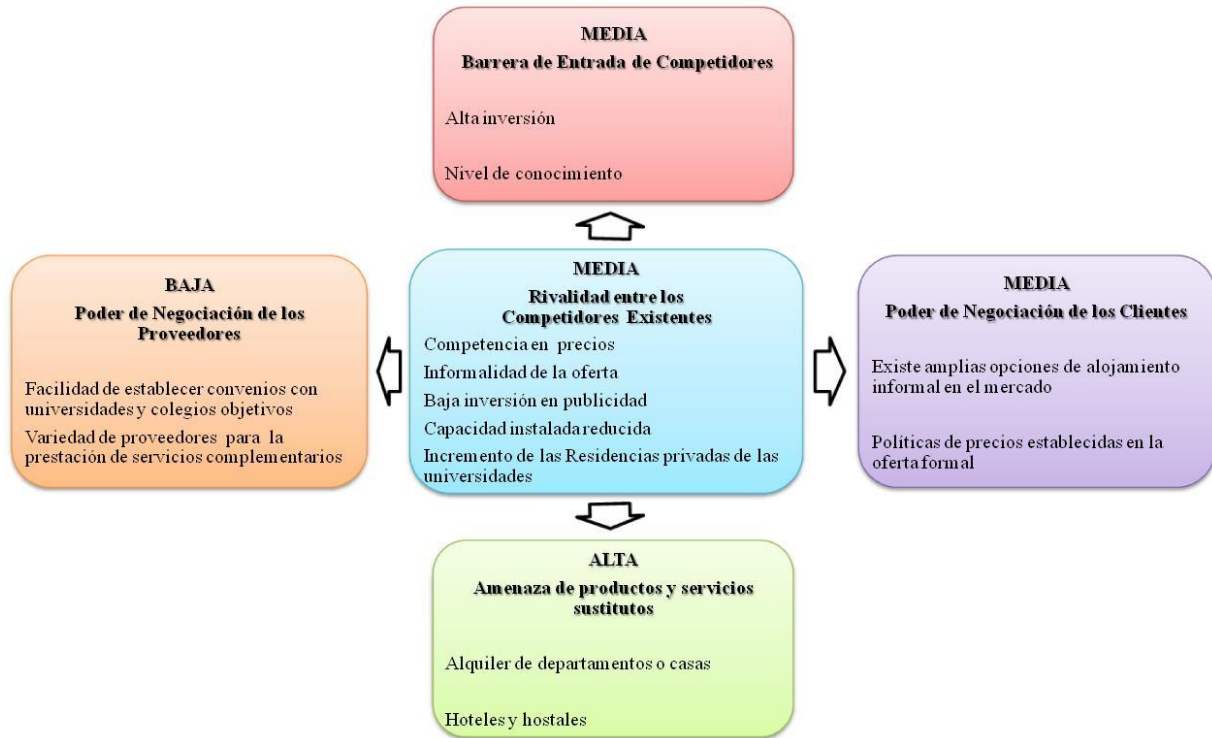 MEDIA
Barrera de Entrada de Competidores
Alta inversión
Nivel de conocimiento
BAJA
Poder de Negociación de los
Proveedores
Facilidad de establecer convenios con
universidades y colegios objetivos
Variedad de proveedores para la
prestación de servicios complementarios
MEDIA
Rivalidad entre los
Competidores Existentes
Competencia en precios
Informalidad de la oferta
Baja inversión en publicidad
Capacidad instalada reducida
Incremento de las Residencias privadas de las
universidades
MEDIA
Poder de Negociación de los Clientes
Existe amplias opciones de alojamiento
informal en el mercado
Políticas de precios establecidas en la
oferta formal
ALTA
Amenaza de productos y servicios
sustitutos
Alquiler de departamentos o casas
Hoteles y hostales